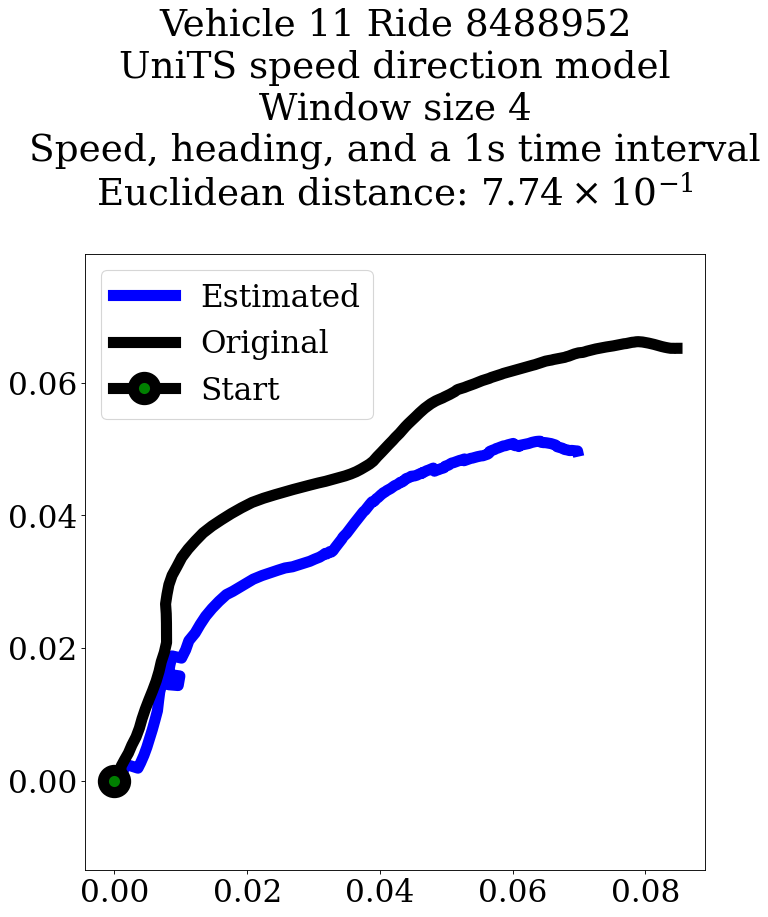 Vehicle 11 Ride 8488952
UniTS speed direction model
Window size 4
Speed, heading, and a 1s time interval
Euclidean distance: 7.74 × 10⁻¹
Estimated
Original
Start
0.06
0.04
0.02
0.00
0.00 0.02 0.04 0.06 0.08